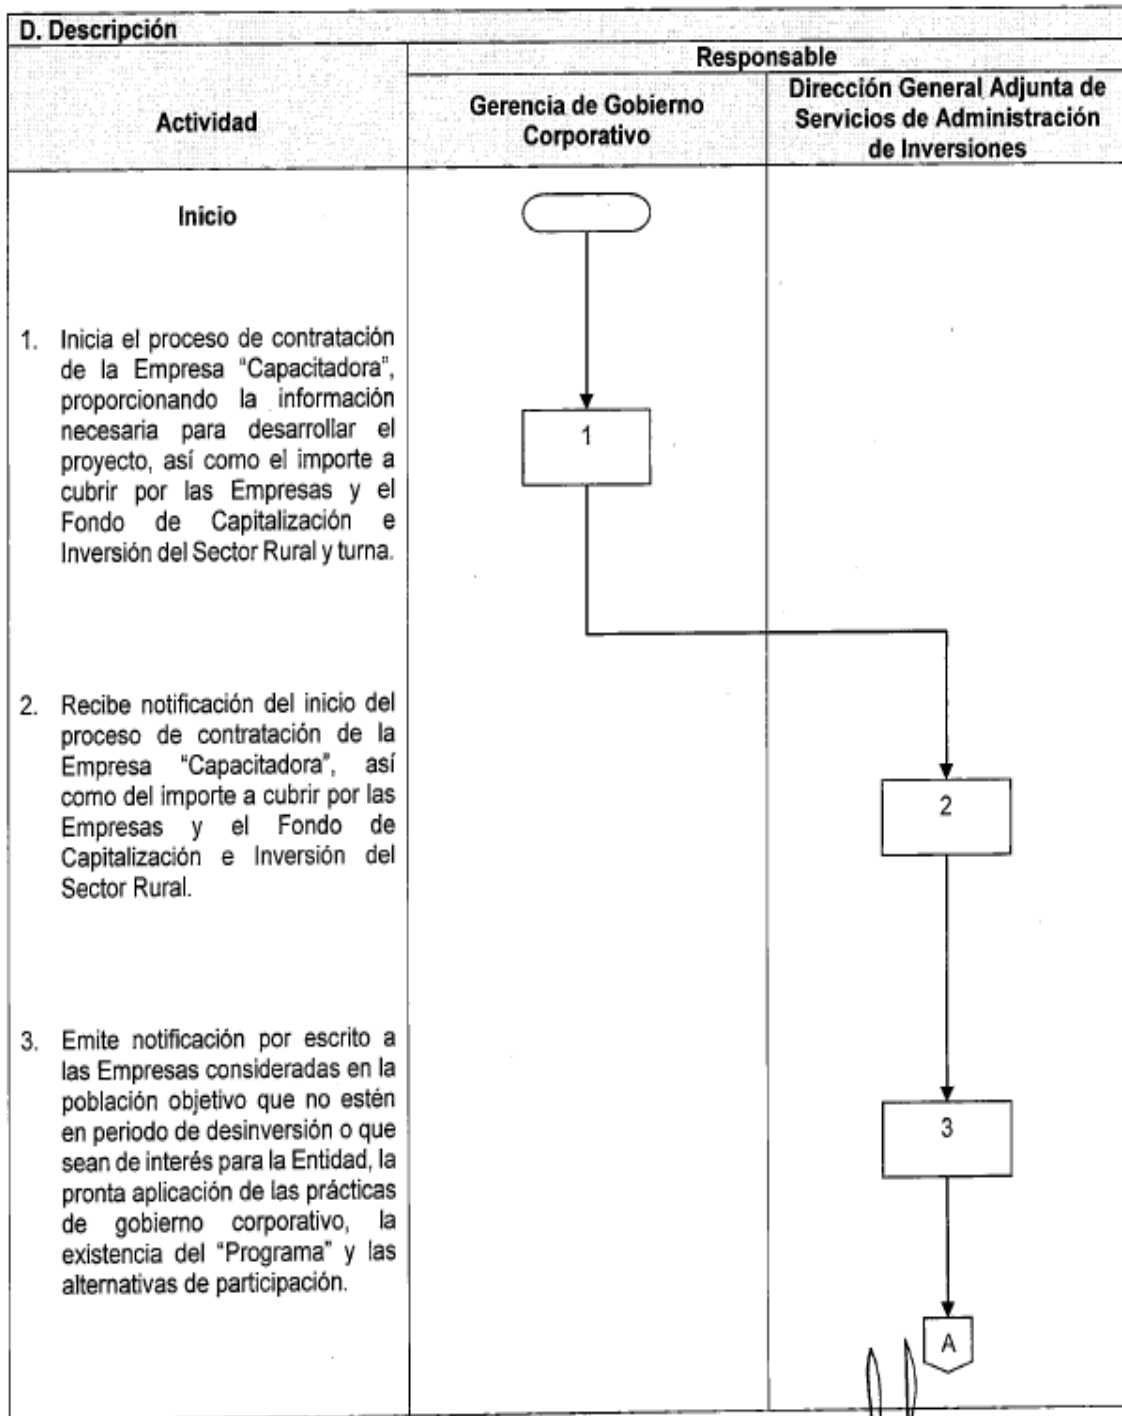 D. Descripción
Responsable
Actividad
Gerencia de Gobierno
Corporativo
Dirección General Adjunta de
Servicios de Administración
de Inversiones
Inicio
1. Inicia el proceso de contratación
de la Empresa “Capacitadora”,
proporcionando la información
necesaria para desarrollar el
proyecto, así como el importe a
cubrir por las Empresas y el
Fondo de Capitalización e
Inversión del Sector Rural y turna.
1
2. Recibe notificación del inicio del
proceso de contratación de la
Empresa “Capacitadora”, así
como del importe a cubrir por las
Empresas y el Fondo de
Capitalización e Inversión del
Sector Rural.
2
3. Emite notificación por escrito a
las Empresas consideradas en la
población objetivo que no estén
en periodo de desinversión o que
sean de interés para la Entidad, la
pronta aplicación de las prácticas
de gobierno corporativo, la
existencia del “Programa” y las
alternativas de participación.
3
A